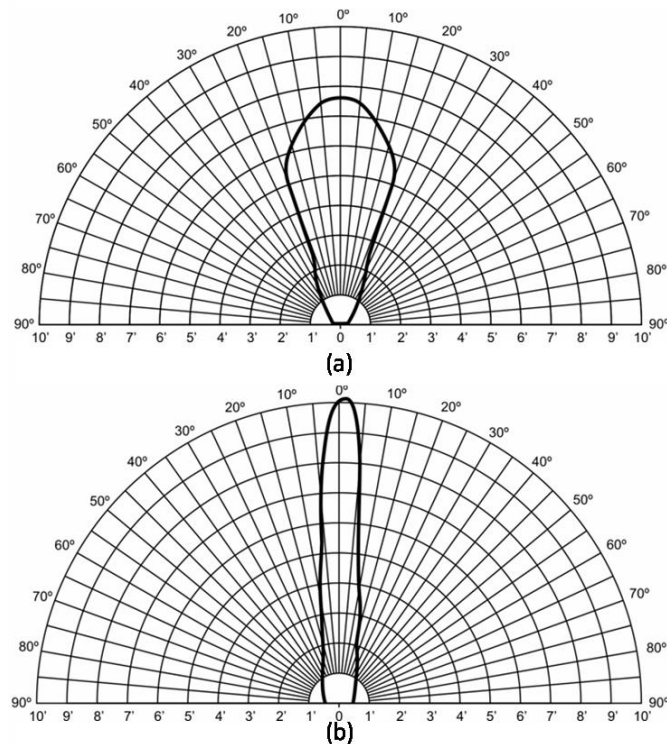 0º
10º 10º
20º 20º
30º 30º
40º 40º
50º 50º
60º 60º
70º 70º
80º 80º
90º 90º
10' 9' 8' 7' 6' 5' 4' 3' 2' 1' 0 1' 2' 3' 4' 5' 6' 7' 8' 9' 10'
(a)
0º
10º 10º
20º 20º
30º 30º
40º 40º
50º 50º
60º 60º
70º 70º
80º 80º
90º 90º
10' 9' 8' 7' 6' 5' 4' 3' 2' 1' 0 1' 2' 3' 4' 5' 6' 7' 8' 9' 10'
(b)